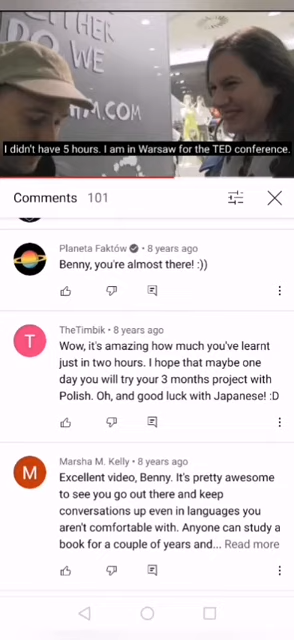 THER
DO WE
M.COM
I didn't have 5 hours. I am in Warsaw for the TED conference.
Comments 101
Planeta Faktów • 8 years ago
Benny, you're almost there! :))
T
TheTimbik • 8 years ago
Wow, it's amazing how much you've learnt
just in two hours. I hope that maybe one
day you will try your 3 months project with
Polish. Oh, and good luck with Japanese! :D
M
Marsha M. Kelly • 8 years ago
Excellent video, Benny. It's pretty awesome
to see you go out there and keep
conversations up even in languages you
aren't comfortable with. Anyone can study a
book for a couple of years and... Read more